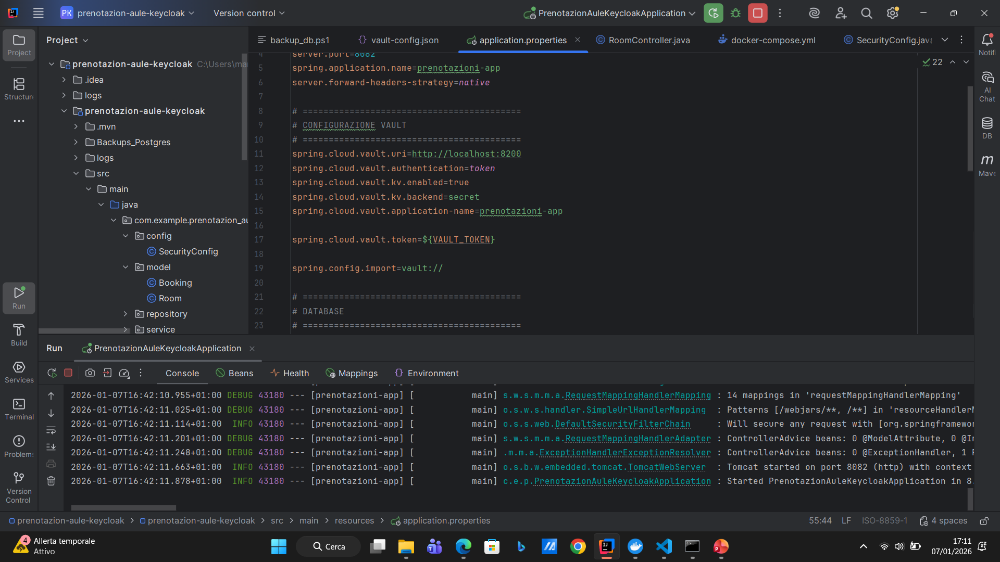 PK prenotazion-aule-keycloak Version control PrenotazionAuleKeycloakApplication
Project
Project
Structure
Run
Build
Services
Terminal
Problems
Version
Control
prenotazion-aule-keycloak C:\Users\ma
.idea
logs
prenotazion-aule-keycloak
.mvn
Backups_Postgres
logs
src
main
java
com.example.prenotazion_au
config
SecurityConfig
model
Booking
Room
repository
service
backup_db.ps1 vault-config.json application.properties RoomController.java docker-compose.yml SecurityConfig.java
22
4 server.port=8082
5 spring.application.name=prenotazioni-app
6 server.forward-headers-strategy=native
7
8 # ==========================================
9 # CONFIGURAZIONE VAULT
10 # ==========================================
11 spring.cloud.vault.uri=http://localhost:8200
12 spring.cloud.vault.authentication=token
13 spring.cloud.vault.kv.enabled=true
14 spring.cloud.vault.kv.backend=secret
15 spring.cloud.vault.application-name=prenotazioni-app
16
17 spring.cloud.vault.token=${VAULT_TOKEN}
18
19 spring.config.import=vault://
20
21 # ==========================================
22 # DATABASE
23 # ==========================================
Notifi
AI
Chat
DB
m
Mave
Run PrenotazionAuleKeycloakApplication
Console Beans Health Mappings Environment
2026-01-07T16:42:10.955+01:00 DEBUG 43180 --- [prenotazioni-app] [ main] s.w.s.m.m.a.RequestMappingHandlerMapping : 14 mappings in 'requestMappingHandlerMapping'
2026-01-07T16:42:11.025+01:00 DEBUG 43180 --- [prenotazioni-app] [ main] o.s.w.s.handler.SimpleUrlHandlerMapping : Patterns [/webjars/**, /**] in 'resourceHandlerM
2026-01-07T16:42:11.114+01:00 INFO 43180 --- [prenotazioni-app] [ main] o.s.s.web.DefaultSecurityFilterChain : Will secure any request with [org.springframewor
2026-01-07T16:42:11.201+01:00 DEBUG 43180 --- [prenotazioni-app] [ main] s.w.s.m.m.a.RequestMappingHandlerAdapter : ControllerAdvice beans: 0 @ModelAttribute, 0 @In
2026-01-07T16:42:11.248+01:00 DEBUG 43180 --- [prenotazioni-app] [ main] .m.m.a.ExceptionHandlerExceptionResolver : ControllerAdvice beans: 0 @ExceptionHandler, 1 R
2026-01-07T16:42:11.663+01:00 INFO 43180 --- [prenotazioni-app] [ main] o.s.b.w.embedded.tomcat.TomcatWebServer : Tomcat started on port 8082 (http) with context
2026-01-07T16:42:11.878+01:00 INFO 43180 --- [prenotazioni-app] [ main] c.e.p.PrenotazionAuleKeycloakApplication : Started PrenotazionAuleKeycloakApplication in 8.
prenotazion-aule-keycloak > prenotazion-aule-keycloak > src > main > resources > application.properties 55:44 LF ISO-8859-1 4 spaces
4
Allerta temporale
Attivo
Cerca
17:11
07/01/2026